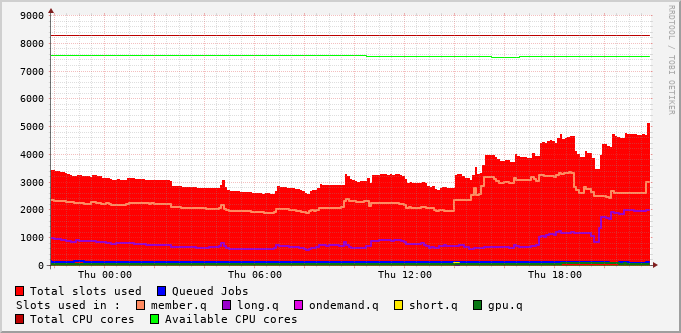 9000
8000
7000
6000
5000
4000
3000
2000
1000
0
Thu 00:00 Thu 06:00 Thu 12:00 Thu 18:00
RRDTOOL / TOBI OETIKER
Total slots used Queued Jobs
Slots used in : member.q long.q ondemand.q short.q gpu.q
Total CPU cores Available CPU cores